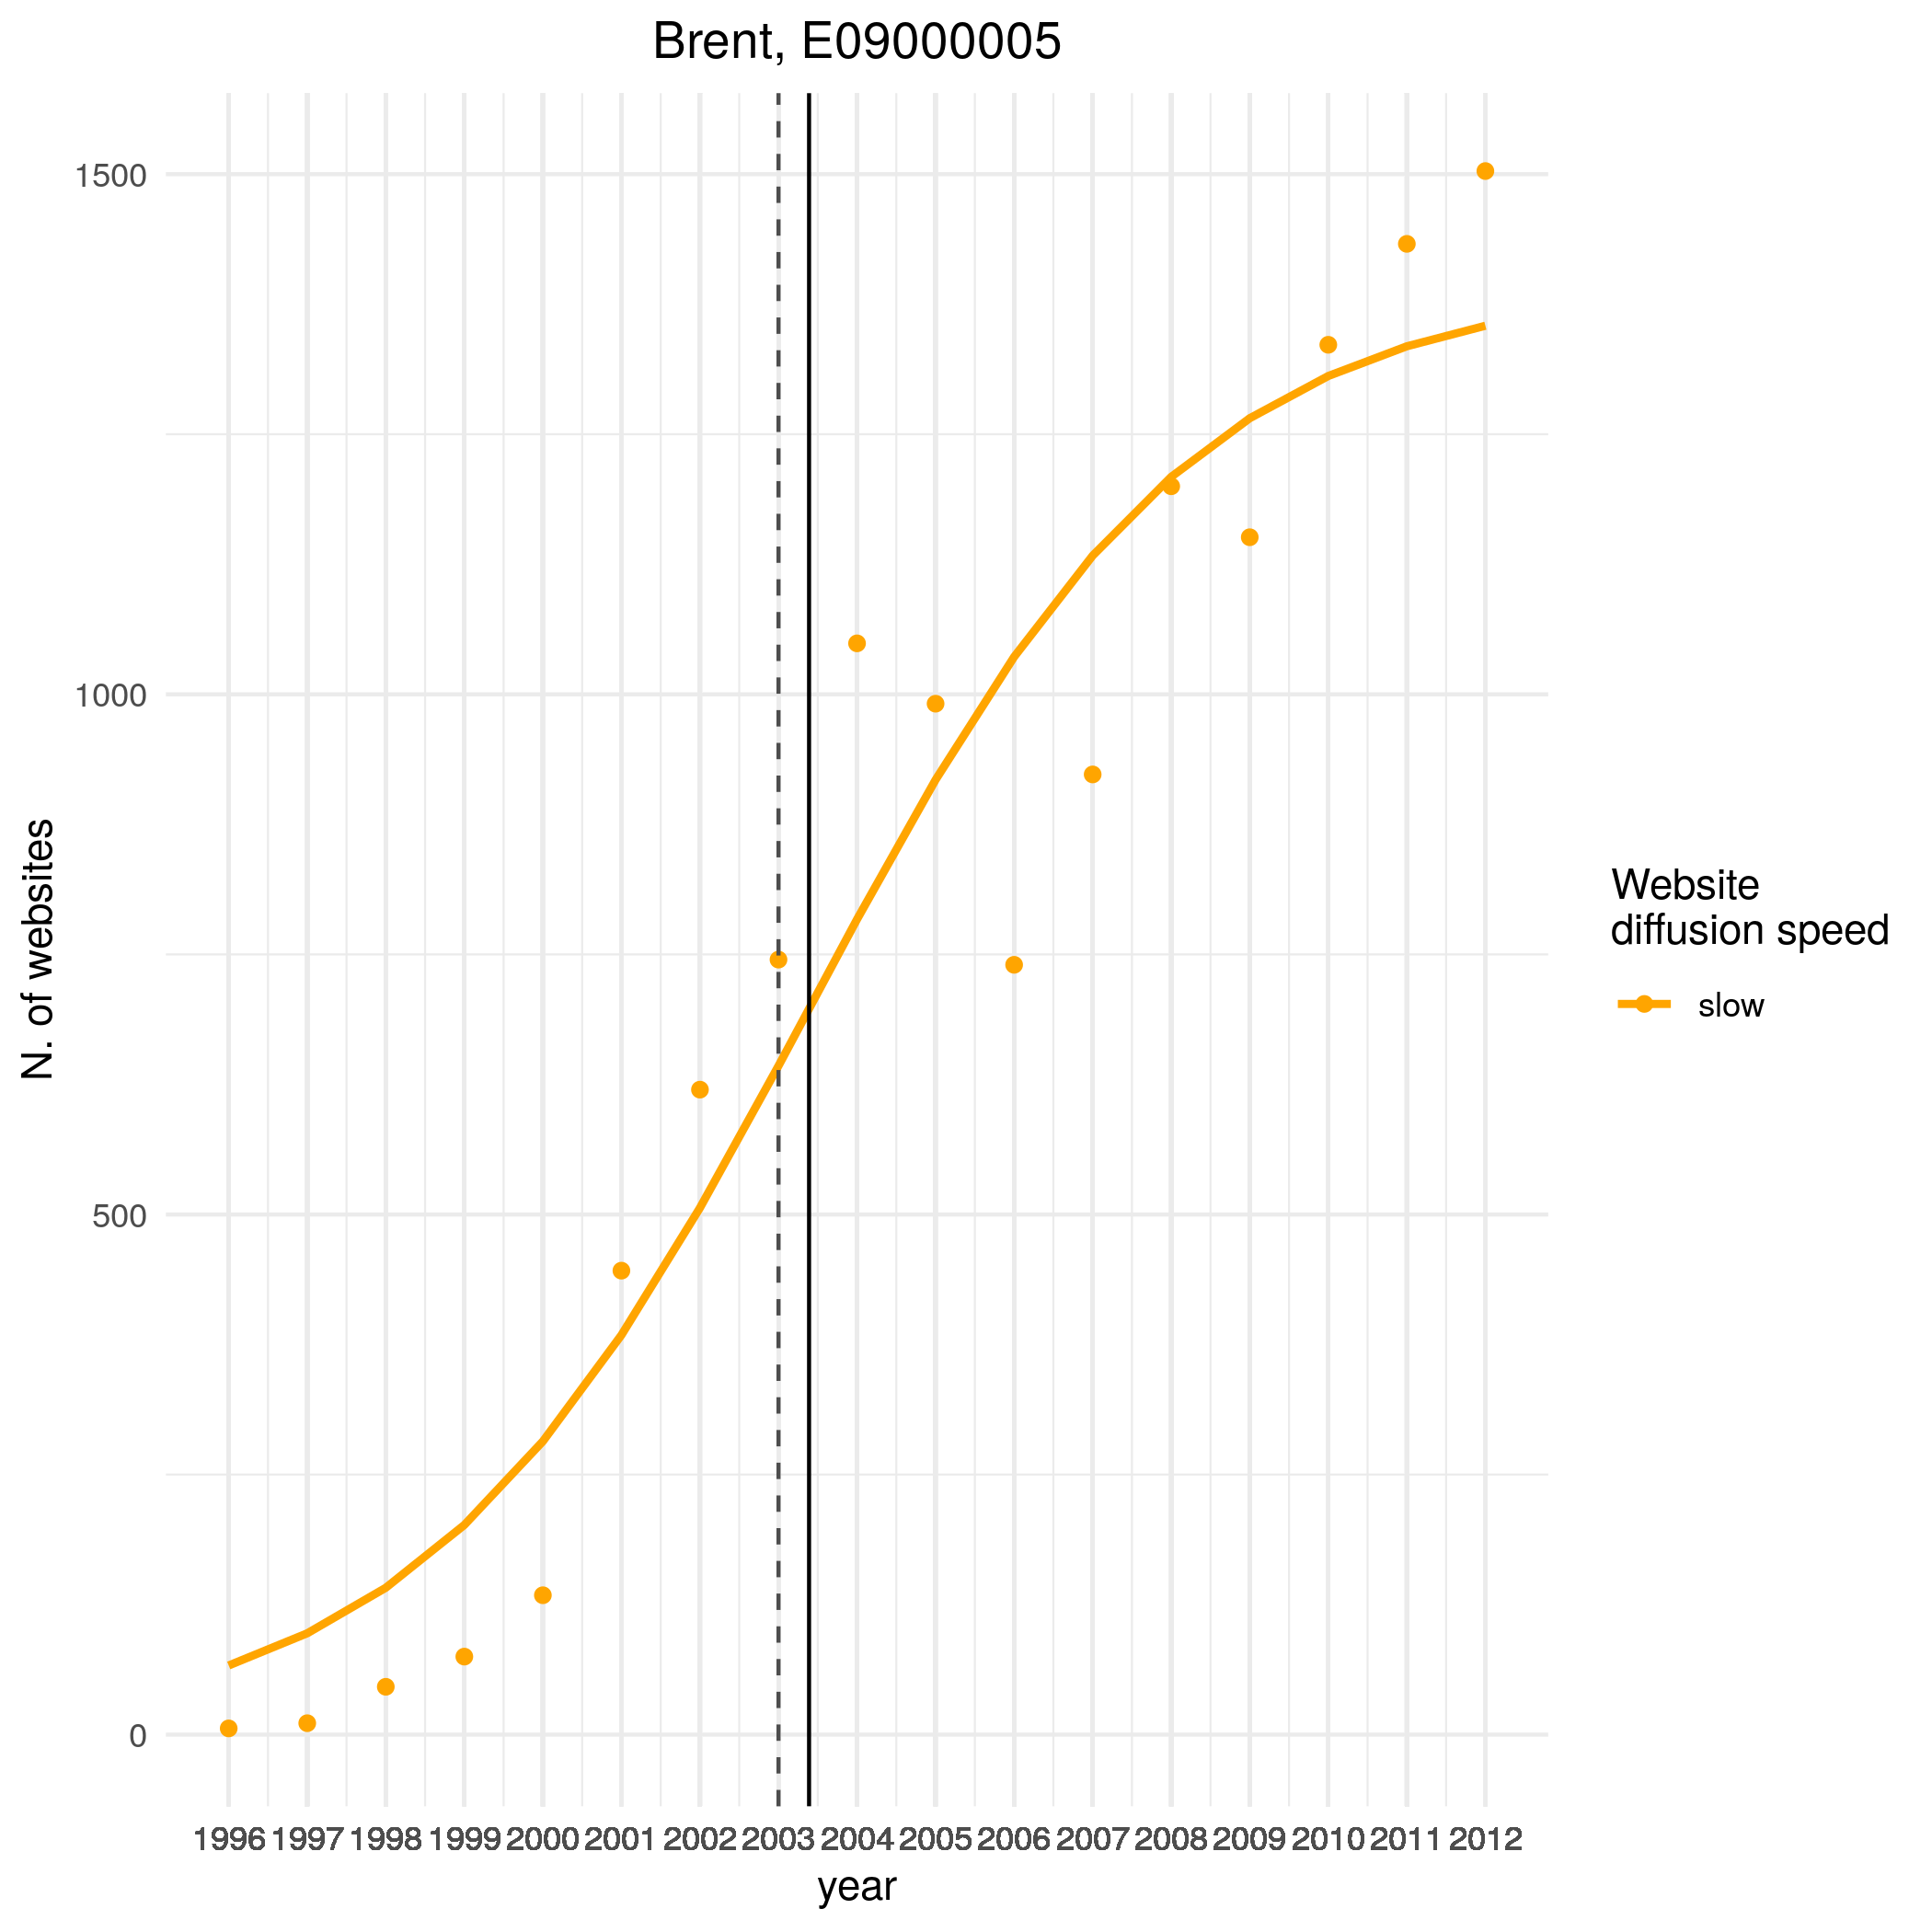 Brent, E09000005
N. of websites
1500
1000
500
0
1996 1997 1998 1999 2000 2001 2002 2003 2004 2005 2006 2007 2008 2009 2010 2011 2012
year
Website
diffusion speed
slow